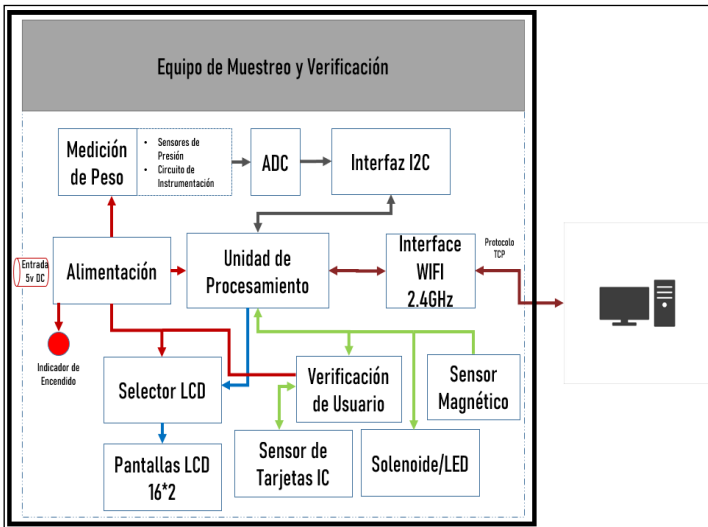 Equipo de Muestreo y Verificación
Medición
de Peso
• Sensores de
Presión
• Circuito de
Instrumentación
ADC
Interfaz I2C
Entrada
5v DC
Alimentación
Unidad de
Procesamiento
Interface
WIFI
2.4GHz
Protocolo
TCP
Indicador de
Encendido
Selector LCD
Verificación
de Usuario
Sensor
Magnético
Pantallas LCD
16*2
Sensor de
Tarjetas IC
Solenoide/LED